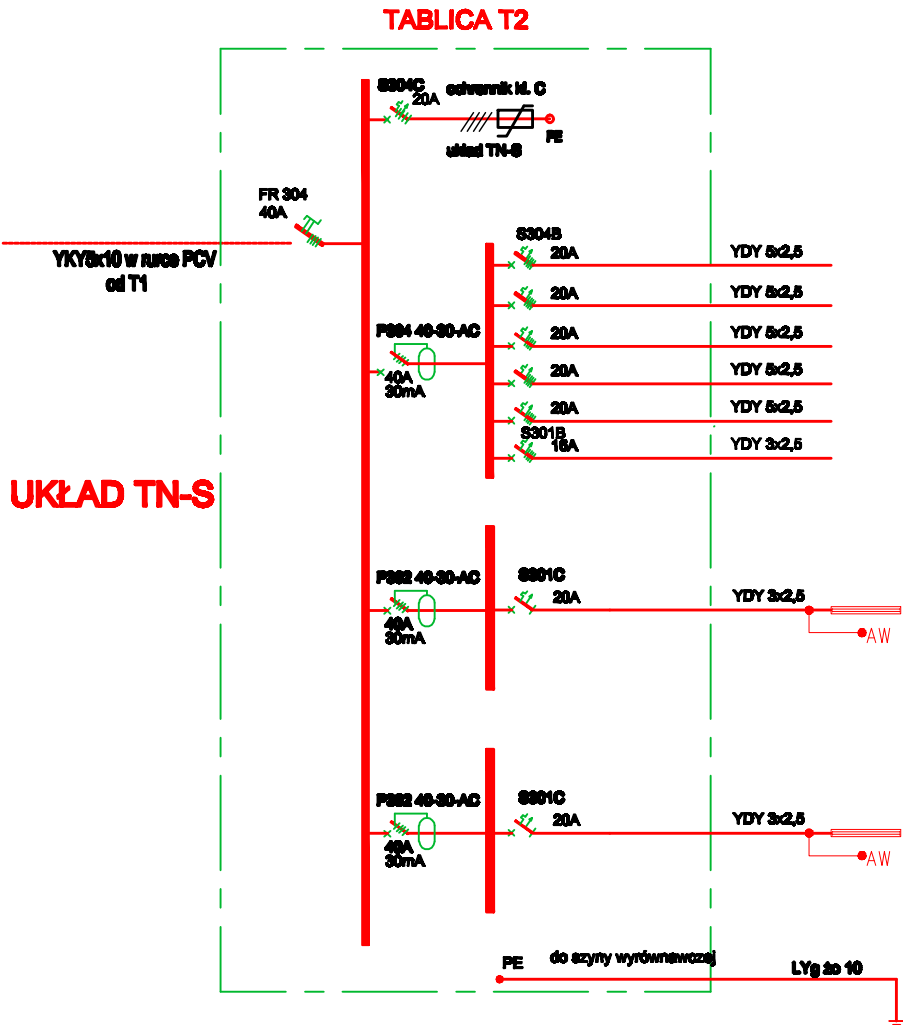 TABLICA T2
S304C
20A
ochronnik kl. C
PE
układ TN-S
FR 304
40A
YKY5x10 w rurce PCV
od T1
S304B
20A
YDY 5x2,5
20A
YDY 5x2,5
P304 40-30-AC
20A
YDY 5x2,5
40A
30mA
20A
YDY 5x2,5
20A
YDY 5x2,5
S301B
16A
YDY 3x2,5
UKŁAD TN-S
P302 40-30-AC
S301C
20A
YDY 3x2,5
40A
30mA
AW
P302 40-30-AC
S301C
20A
YDY 3x2,5
40A
30mA
AW
PE
do szyny wyrównawczej
LYg żo 10